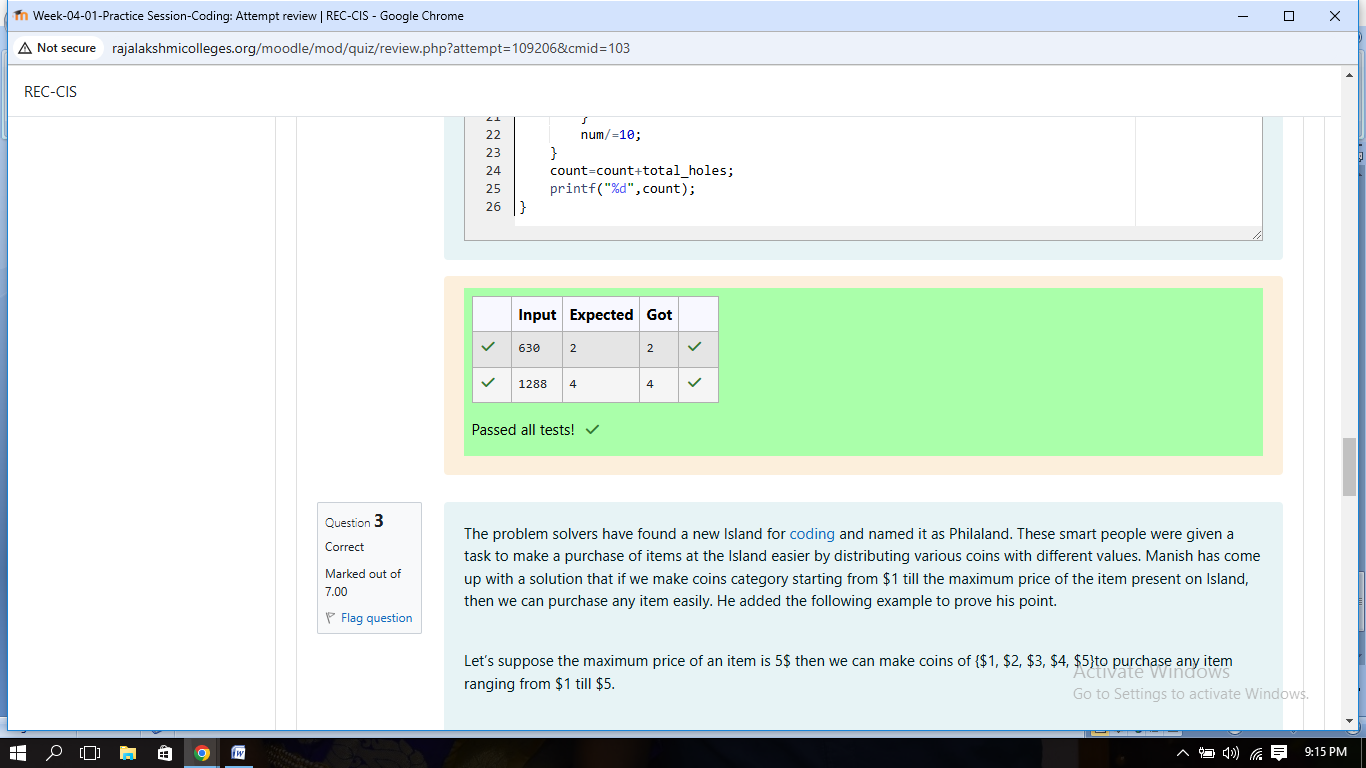 Week-04-01-Practice Session-Coding: Attempt review | REC-CIS - Google Chrome
Not secure rajalakshmicolleges.org/moodle/mod/quiz/review.php?attempt=109206&cmid=103
REC-CIS
21 }
22 num/=10;
23 }
24 count=count+total_holes;
25 printf("%d",count);
26 }
Input Expected Got
630 2 2
1288 4 4
Passed all tests!
Question 3
Correct
Marked out of
7.00
Flag question
The problem solvers have found a new Island for coding and named it as Philaland. These smart people were given a
task to make a purchase of items at the Island easier by distributing various coins with different values. Manish has come
up with a solution that if we make coins category starting from $1 till the maximum price of the item present on Island,
then we can purchase any item easily. He added the following example to prove his point.
Let's suppose the maximum price of an item is 5$ then we can make coins of {$1, $2, $3, $4, $5}to purchase any item
ranging from $1 till $5.
Activate Windows
Go to Settings to activate Windows.
9:15 PM